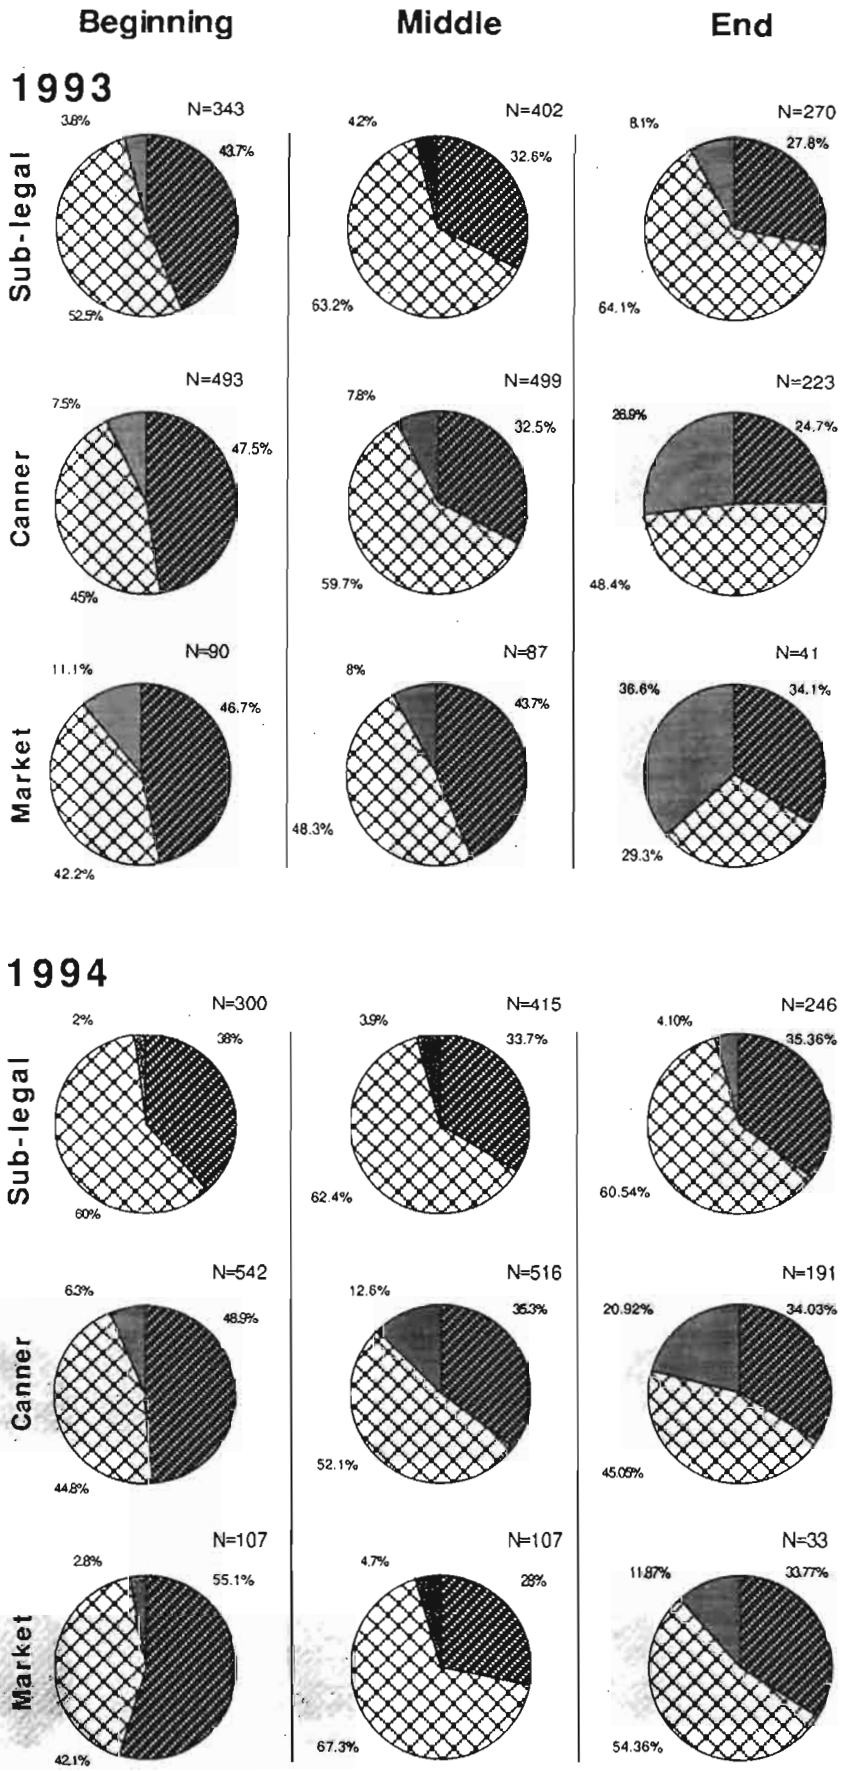 Beginning Middle End
1993
Sub-legal
N=343
3.8%
43.7%
52.5%
N=402
4.2%
32.6%
63.2%
N=270
8.1%
27.8%
64.1%
Canner
N=493
7.5%
47.5%
45%
N=499
7.8%
32.5%
59.7%
N=223
26.9%
24.7%
48.4%
Market
N=90
11.1%
46.7%
42.2%
N=87
8%
43.7%
48.3%
N=41
36.6%
34.1%
29.3%
1994
Sub-legal
N=300
2%
38%
60%
N=415
3.9%
33.7%
62.4%
N=246
4.10%
35.36%
60.54%
Canner
N=542
6.3%
48.9%
44.8%
N=516
12.6%
35.3%
52.1%
N=191
20.92%
34.03%
45.05%
Market
N=107
2.8%
55.1%
42.1%
N=107
4.7%
28%
67.3%
N=33
11.87%
33.77%
54.36%